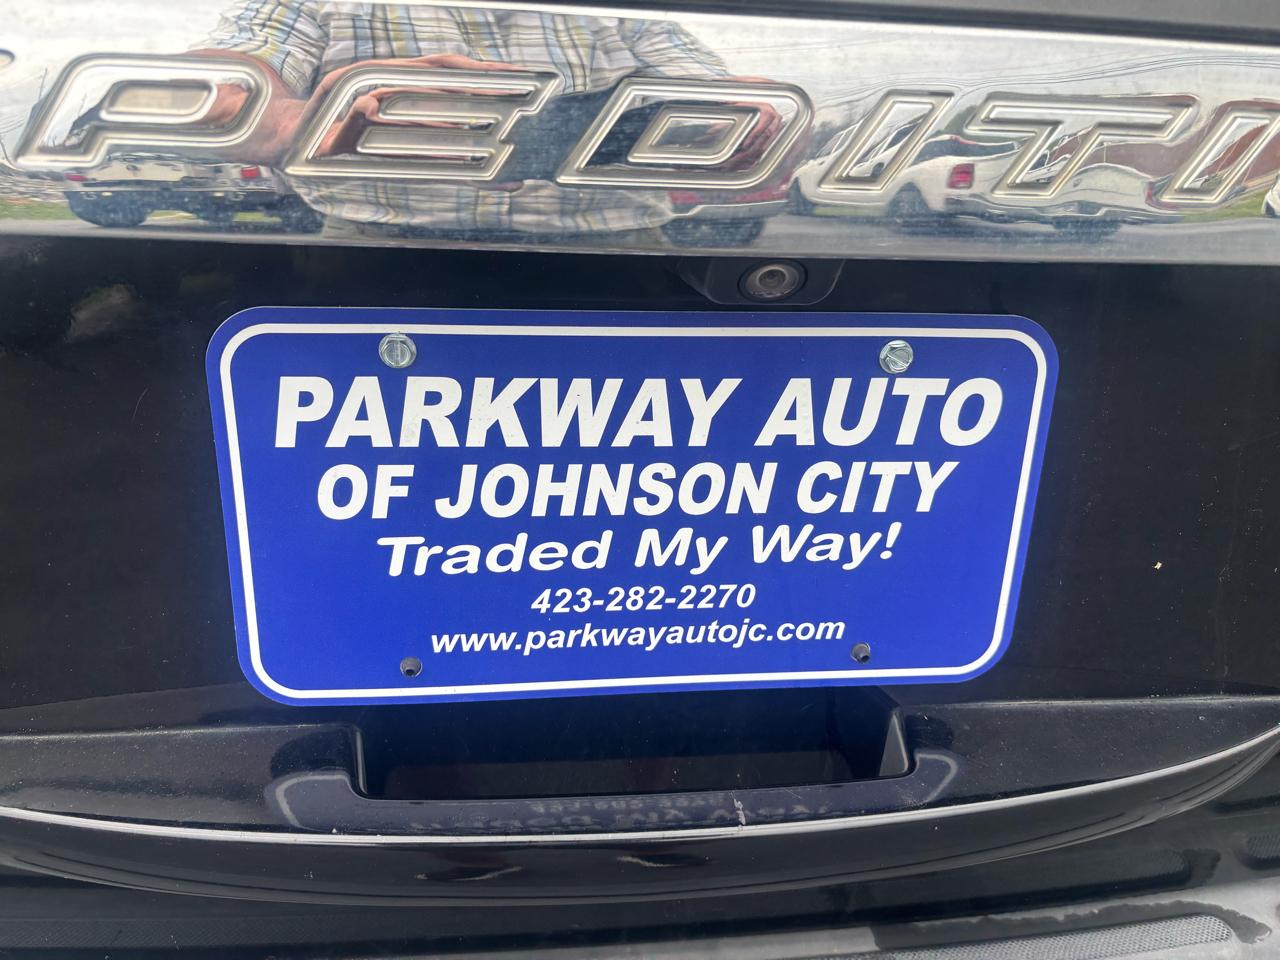 PEDITI
PARKWAY AUTO
OF JOHNSON CITY
Traded My Way!
423-282-2270
www.parkwayautojc.com